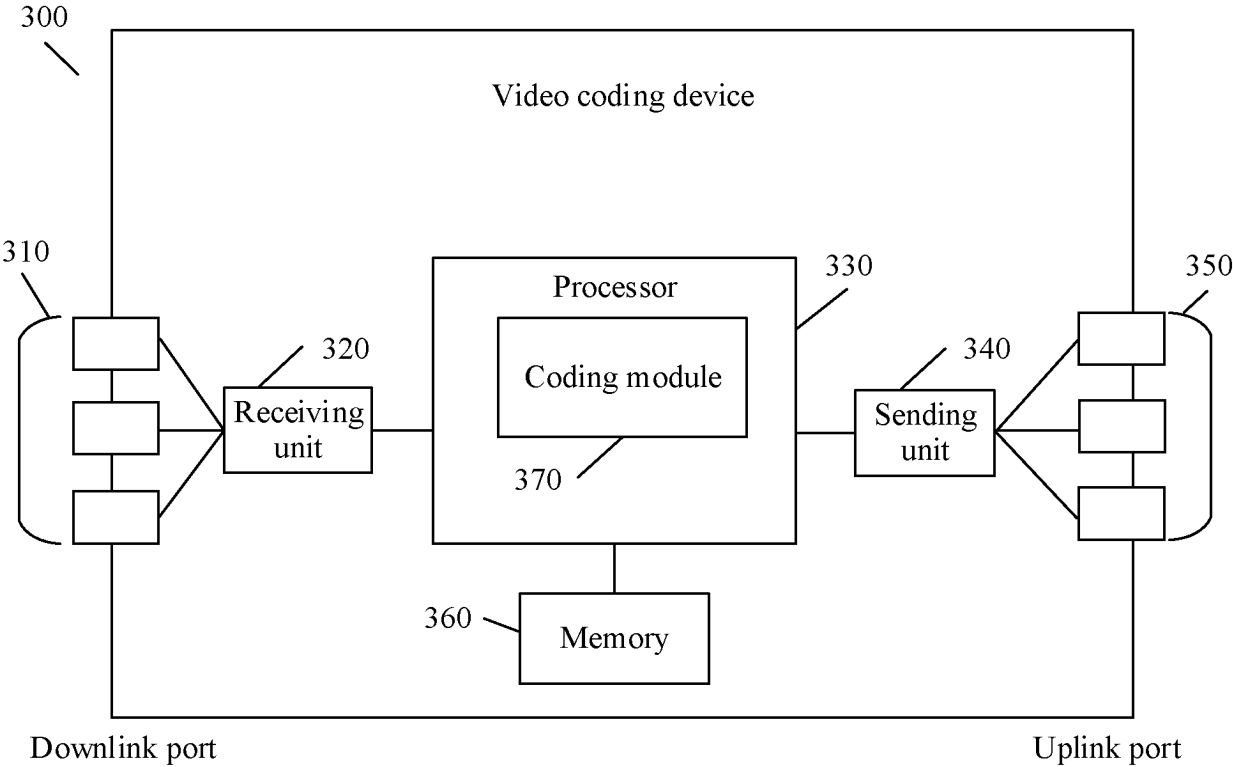 300
Video coding device
310
330
350
Processor
320
340
Coding module
Receiving
unit
Sending
unit
370
360
Memory
Downlink port
Uplink port